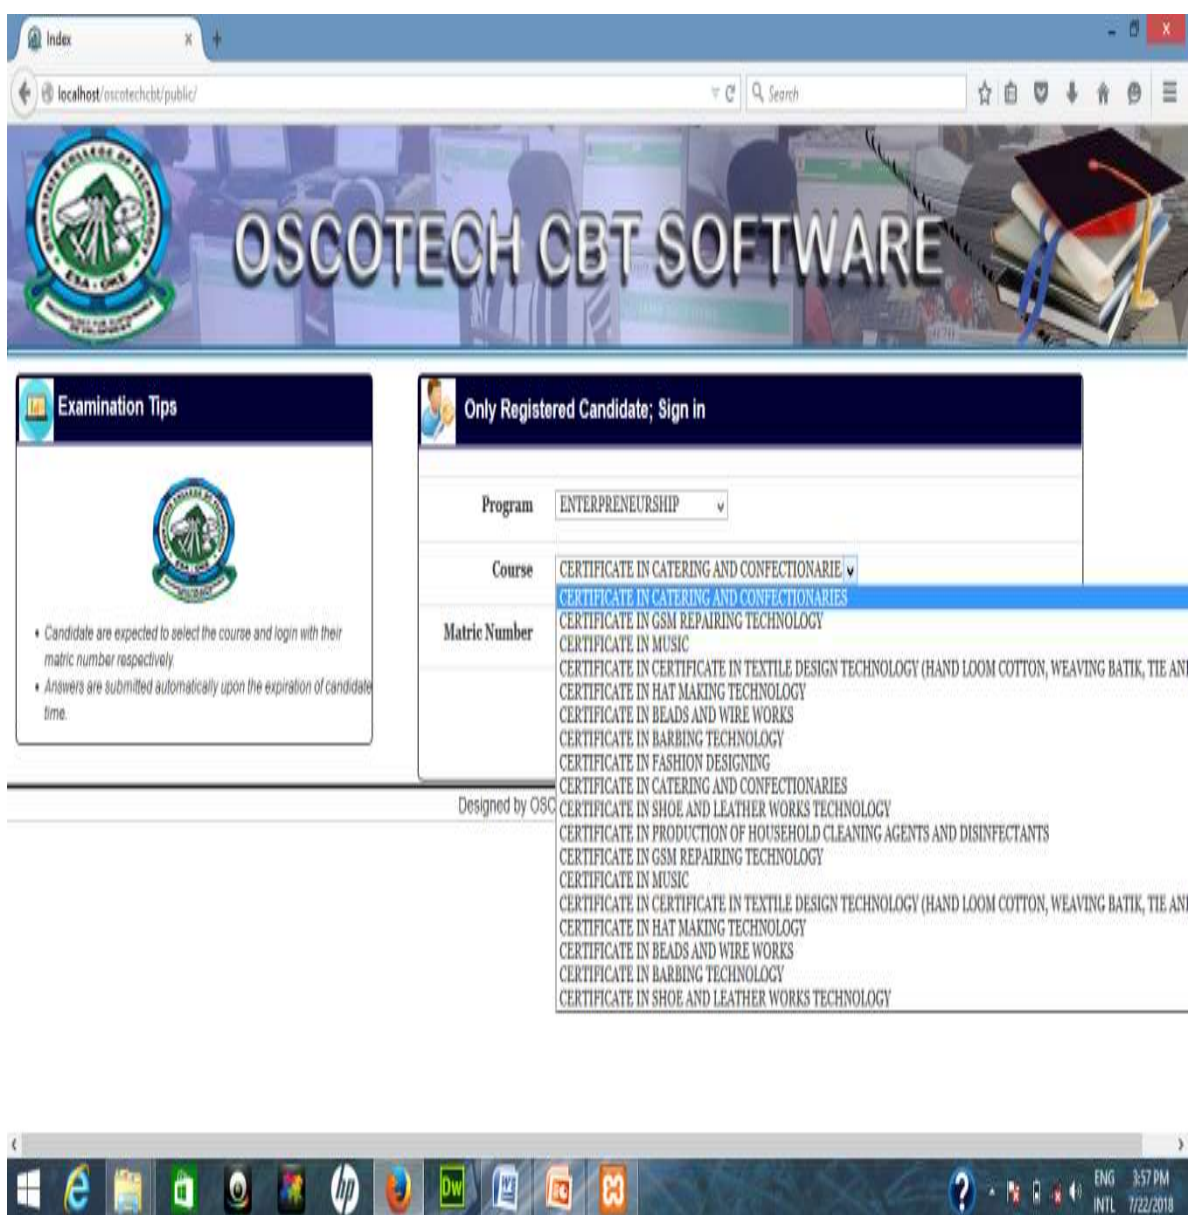 Index
localhost/oscotechcbt/public/
Search
OSCOTECH CBT SOFTWARE
Examination Tips
• Candidate are expected to select the course and login with their
matric number respectively.
• Answers are submitted automatically upon the expiration of candidate
time.
Only Registered Candidate; Sign in
Program ENTERPRENEURSHIP
Course CERTIFICATE IN CATERING AND CONFECTIONARIE
Matric Number
CERTIFICATE IN CATERING AND CONFECTIONARIES
CERTIFICATE IN GSM REPAIRING TECHNOLOGY
CERTIFICATE IN MUSIC
CERTIFICATE IN CERTIFICATE IN TEXTILE DESIGN TECHNOLOGY (HAND LOOM COTTON, WEAVING BATIK, TIE AND
CERTIFICATE IN HAT MAKING TECHNOLOGY
CERTIFICATE IN BEADS AND WIRE WORKS
CERTIFICATE IN BARBING TECHNOLOGY
CERTIFICATE IN FASHION DESIGNING
CERTIFICATE IN CATERING AND CONFECTIONARIES
CERTIFICATE IN SHOE AND LEATHER WORKS TECHNOLOGY
CERTIFICATE IN PRODUCTION OF HOUSEHOLD CLEANING AGENTS AND DISINFECTANTS
CERTIFICATE IN GSM REPAIRING TECHNOLOGY
CERTIFICATE IN MUSIC
CERTIFICATE IN CERTIFICATE IN TEXTILE DESIGN TECHNOLOGY (HAND LOOM COTTON, WEAVING BATIK, TIE AND
CERTIFICATE IN HAT MAKING TECHNOLOGY
CERTIFICATE IN BEADS AND WIRE WORKS
CERTIFICATE IN BARBING TECHNOLOGY
CERTIFICATE IN SHOE AND LEATHER WORKS TECHNOLOGY
Designed by OSC
hp
Dw
ENG 3:57 PM
INTL 7/22/2018